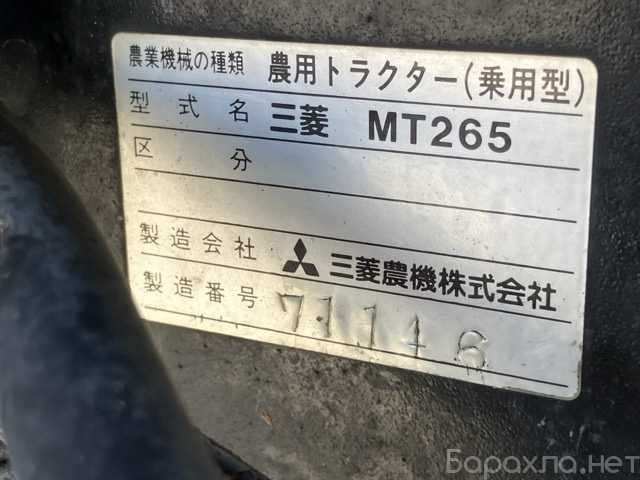 農業機械の種類 農用トラクター(乗用型)
型式名 三菱 MT265
区分
製造会社 三菱農機株式会社
製造番号 71118
Барахла.нет